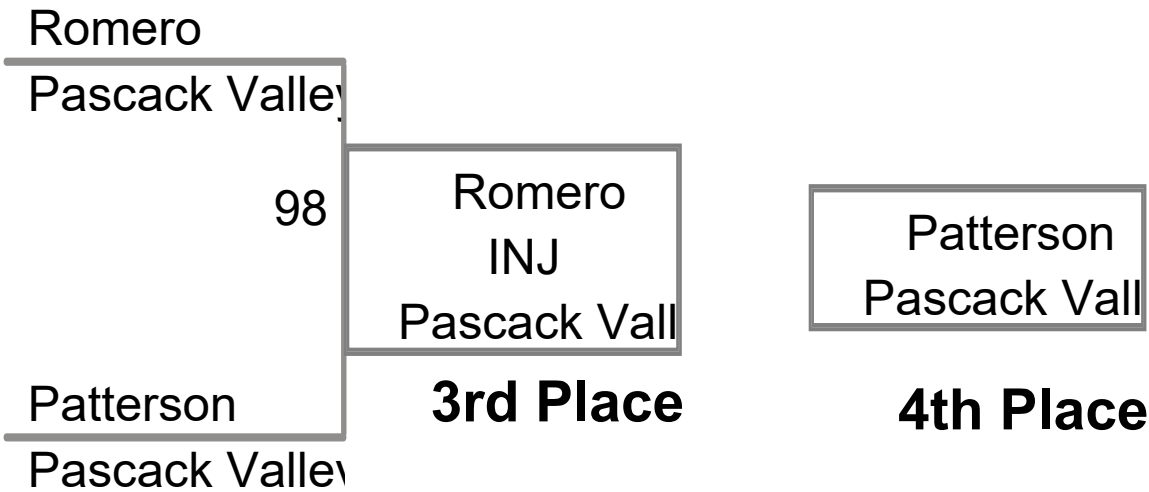 Romero
Pascack Valley
98
Romero
INJ
Pascack Vall
3rd Place
Patterson
Pascack Vall
4th Place
Patterson
Pascack Valley